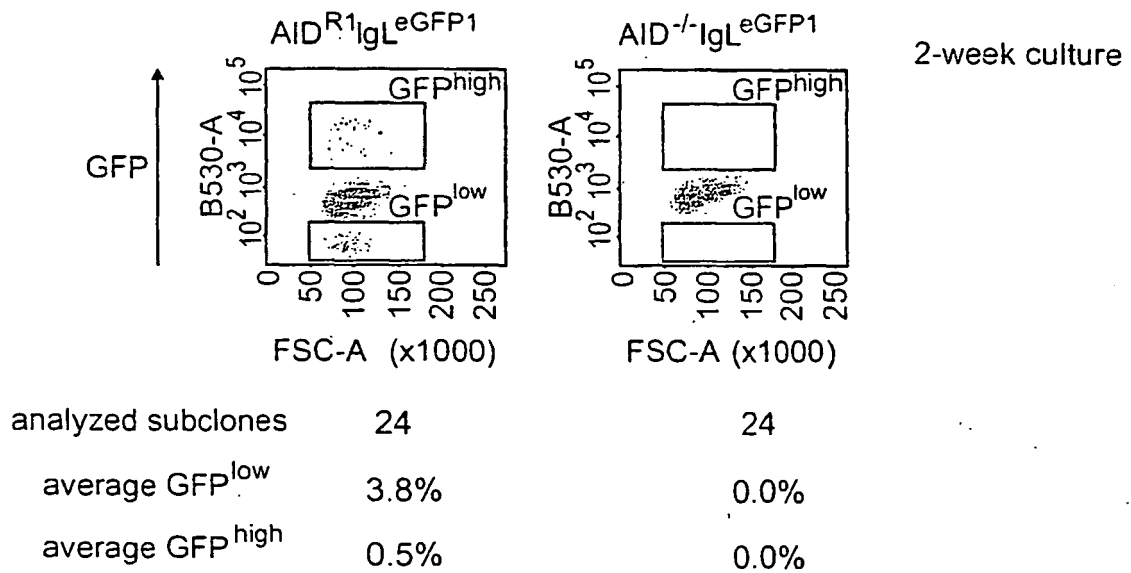 AID^R1 IgL^eGFP1
AID^-/- IgL^eGFP1
2-week culture
GFP
B530-A
10^2 10^3 10^4 10^5
GFP^high
GFP^low
0 50 100 150 200 250
FSC-A (x1000)
B530-A
10^2 10^3 10^4 10^5
GFP^high
GFP^low
0 50 100 150 200 250
FSC-A (x1000)
analyzed subclones 24 24
average GFP^low 3.8% 0.0%
average GFP^high 0.5% 0.0%